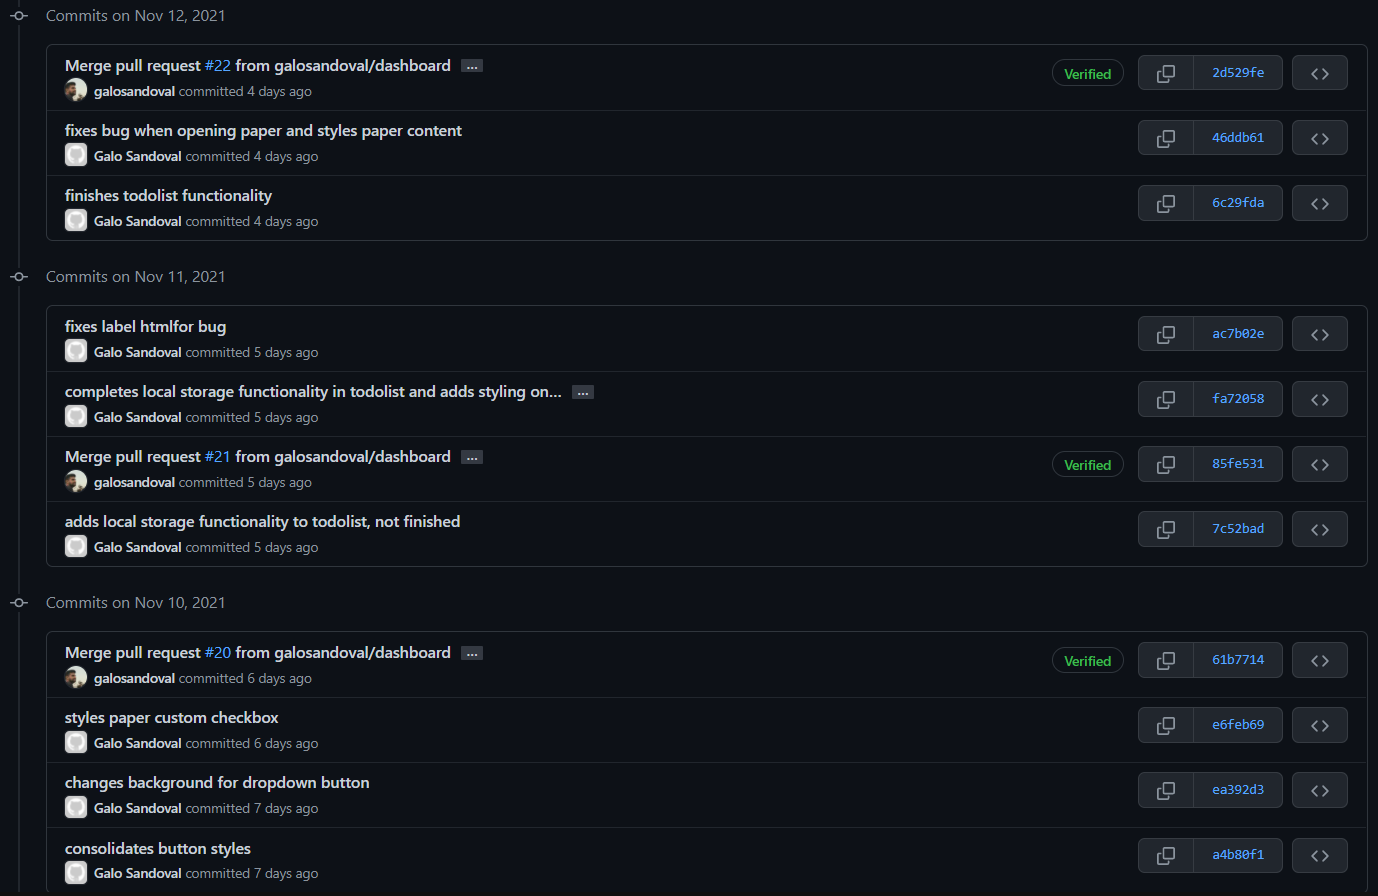 Commits on Nov 12, 2021
Merge pull request #22 from galosandoval/dashboard ...
galosandoval committed 4 days ago
Verified
2d529fe
fixes bug when opening paper and styles paper content
Galo Sandoval committed 4 days ago
46ddb61
finishes todolist functionality
Galo Sandoval committed 4 days ago
6c29fda
Commits on Nov 11, 2021
fixes label htmlfor bug
Galo Sandoval committed 5 days ago
ac7b02e
completes local storage functionality in todolist and adds styling on... ...
Galo Sandoval committed 5 days ago
fa72058
Merge pull request #21 from galosandoval/dashboard ...
galosandoval committed 5 days ago
Verified
85fe531
adds local storage functionality to todolist, not finished
Galo Sandoval committed 5 days ago
7c52bad
Commits on Nov 10, 2021
Merge pull request #20 from galosandoval/dashboard ...
galosandoval committed 6 days ago
Verified
61b7714
styles paper custom checkbox
Galo Sandoval committed 6 days ago
e6feb69
changes background for dropdown button
Galo Sandoval committed 7 days ago
ea392d3
consolidates button styles
Galo Sandoval committed 7 days ago
a4b80f1